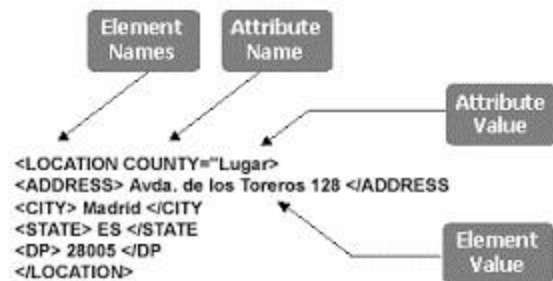 Element
Names
Attribute
Name
Attribute
Value
<LOCATION COUNTY="Lugar>
<ADDRESS> Avda. de los Toreros 128 </ADDRESS
<CITY> Madrid </CITY
<STATE> ES </STATE
<DP> 28005 </DP
</LOCATION>
Element
Value